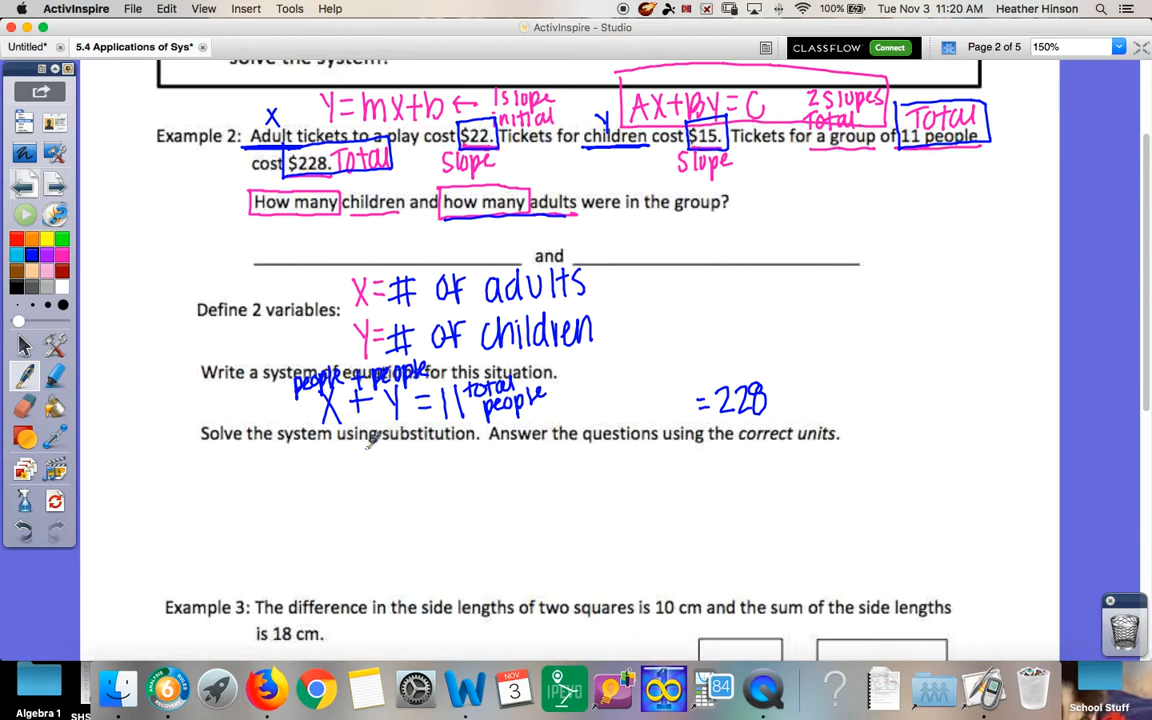 ActivInspire File Edit View Insert Tools Help 100% Tue Nov 3 11:20 AM Heather Hinson
ActivInspire - Studio
Untitled* 5.4 Applications of Sys* CLASSFLOW Connect Page 2 of 5 150%
solve the system?
Y=mx+b ← 1 slope initial
AX+BY=C 2 slopes Total
X Y Total
Example 2: Adult tickets to a play cost $22. Tickets for children cost $15. Tickets for a group of 11 people
cost $228. Total slope slope
How many children and how many adults were in the group?
and
X=# of adults
Define 2 variables:
Y=# of children
Write a system of equations for this situation.
people + people
X + Y = 11 total people = 228
Solve the system using substitution. Answer the questions using the correct units.
Example 3: The difference in the side lengths of two squares is 10 cm and the sum of the side lengths
is 18 cm.
NOV 3
84
Algebra 1
SHS
School Stuff